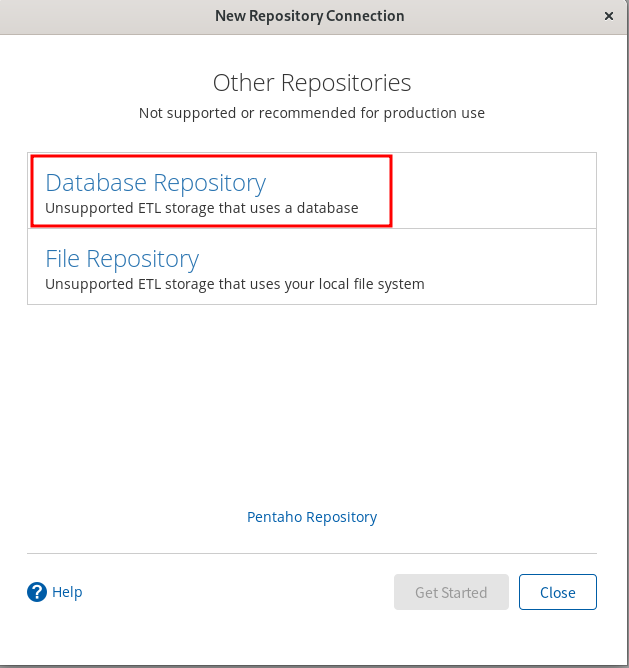 New Repository Connection
Other Repositories
Not supported or recommended for production use
Database Repository
Unsupported ETL storage that uses a database
File Repository
Unsupported ETL storage that uses your local file system
Pentaho Repository
? Help
Get Started
Close